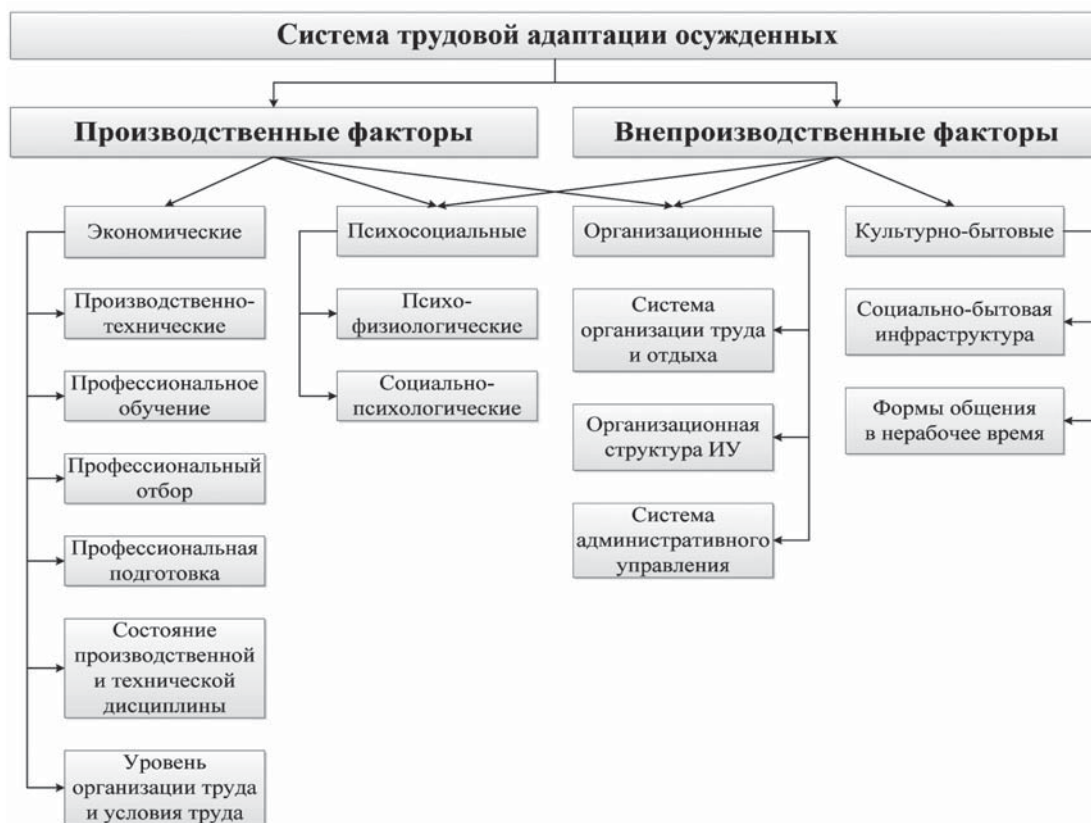 Система трудовой адаптации осужденных
Производственные факторы
Внепроизводственные факторы
Экономические
Производственно-
технические
Профессиональное
обучение
Профессиональный
отбор
Профессиональная
подготовка
Состояние
производственной
и технической
дисциплины
Уровень
организации труда
и условия труда
Психосоциальные
Психо-
физиологические
Социально-
психологические
Организационные
Система
организации труда
и отдыха
Организационная
структура ИУ
Система
административного
управления
Культурно-бытовые
Социально-бытовая
инфраструктура
Формы общения
в нерабочее время